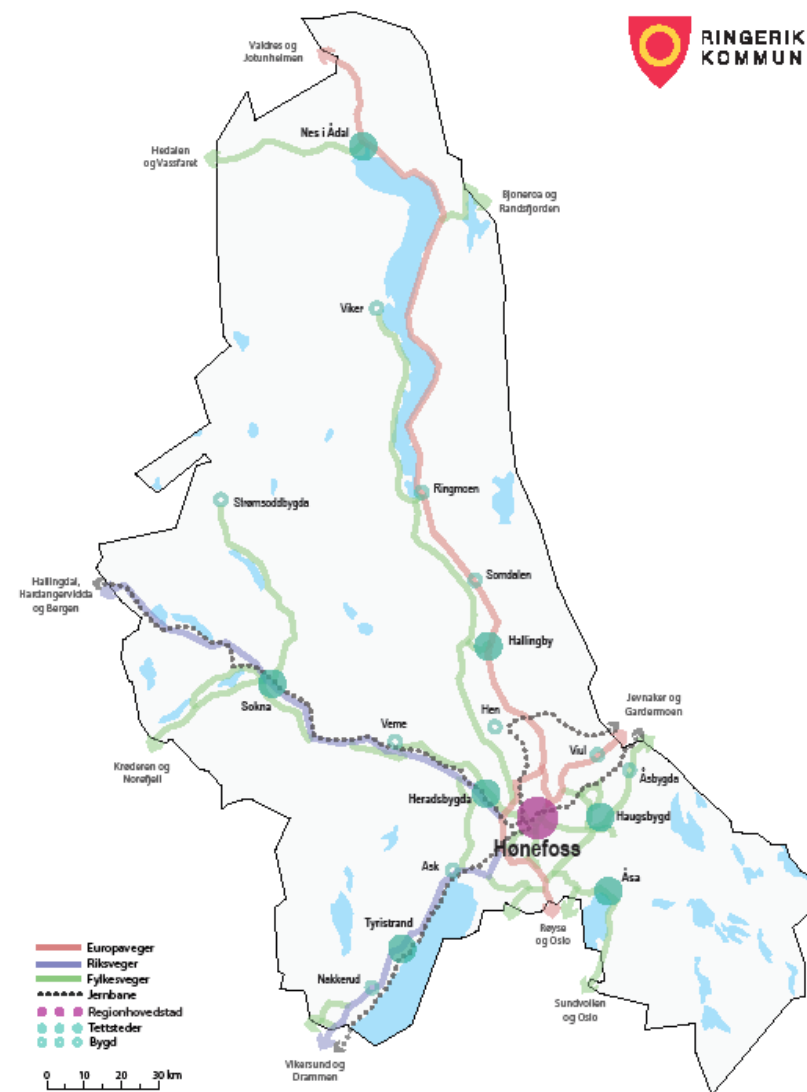 RINGERIK
KOMMUN
Valdres og
Jotunheimen
Nes i Ådal
Hedalen
og Vassfaret
Bjoneroa og
Randsfjorden
Viker
Strømsoddbygda
Ringmoen
Somdalen
Hallingdal,
Hardangervidda
og Bergen
Hallingby
Sokna
Hen
Jevnaker og
Gardermoen
Veme
Viul
Krøderen og
Norefjell
Åsbygda
Heradsbygda
Haugsbygd
Hønefoss
Ask
Åsa
Tyristrand
Røyse
og Oslo
Nakkerud
Sundvollen
og Oslo
Vikersund og
Drammen
Europaveger
Riksveger
Fylkesveger
Jernbane
Regionhovedstad
Tettsteder
Bygd
0 10 20 30 km